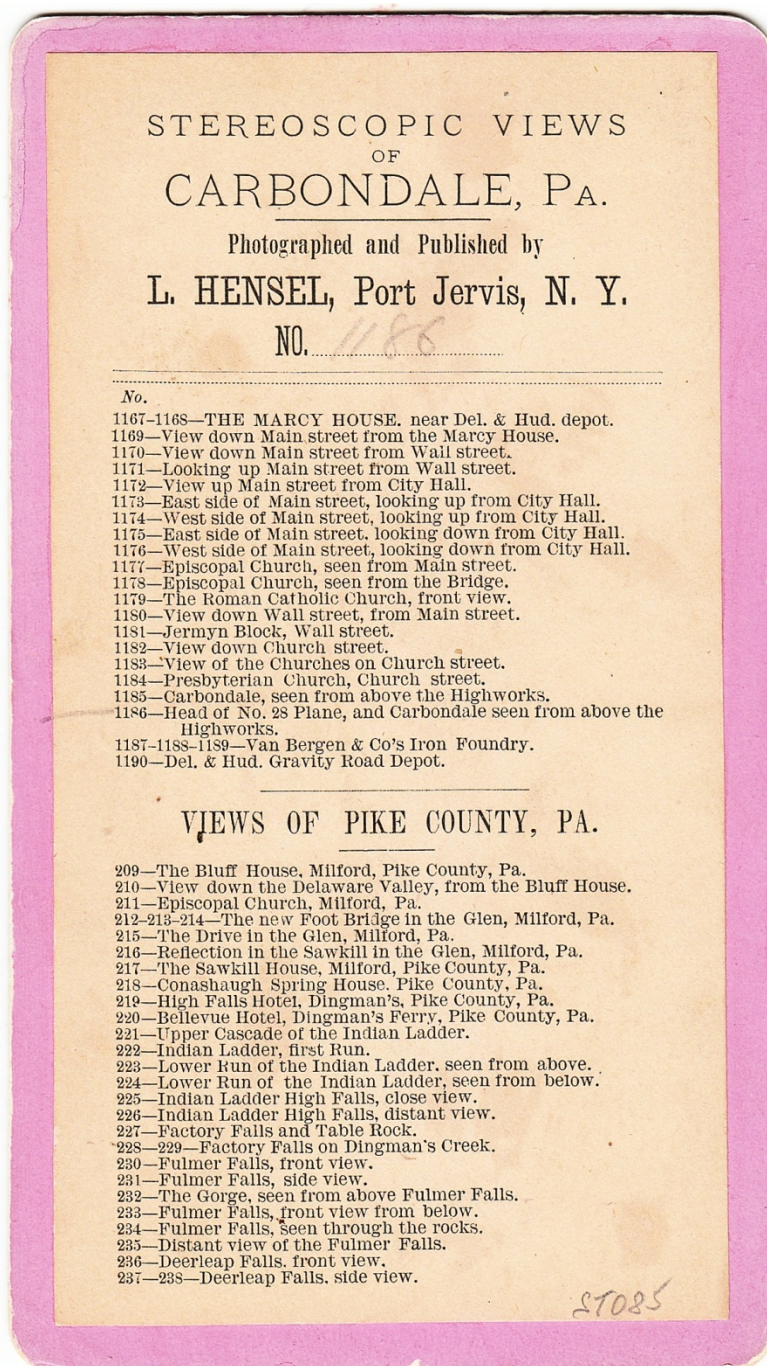 STEREOSCOPIC VIEWS
OF
CARBONDALE, PA.
Photographed and Published by
L. HENSEL, Port Jervis, N. Y.
NO. 1186
No.
1167-1168—THE MARCY HOUSE. near Del. & Hud. depot.
1169—View down Main street from the Marcy House.
1170—View down Main street from Wall street.
1171—Looking up Main street from Wall street.
1172—View up Main street from City Hall.
1173—East side of Main street, looking up from City Hall.
1174—West side of Main street, looking up from City Hall.
1175—East side of Main street. looking down from City Hall.
1176—West side of Main street, looking down from City Hall.
1177—Episcopal Church, seen from Main street.
1178—Episcopal Church, seen from the Bridge.
1179—The Roman Catholic Church, front view.
1180—View down Wall street, from Main street.
1181—Jermyn Block, Wall street.
1182—View down Church street.
1183—View of the Churches on Church street.
1184—Presbyterian Church, Church street.
1185—Carbondale, seen from above the Highworks.
1186—Head of No. 28 Plane, and Carbondale seen from above the
Highworks.
1187-1188-1189—Van Bergen & Co's Iron Foundry.
1190—Del. & Hud. Gravity Road Depot.
VIEWS OF PIKE COUNTY, PA.
209—The Bluff House, Milford, Pike County, Pa.
210—View down the Delaware Valley, from the Bluff House.
211—Episcopal Church, Milford, Pa.
212-213-214—The new Foot Bridge in the Glen, Milford, Pa.
215—The Drive in the Glen, Milford, Pa.
216—Reflection in the Sawkill in the Glen, Milford, Pa.
217—The Sawkill House, Milford, Pike County, Pa.
218—Conashaugh Spring House. Pike County, Pa.
219—High Falls Hotel, Dingman's, Pike County, Pa.
220—Bellevue Hotel, Dingman's Ferry, Pike County, Pa.
221—Upper Cascade of the Indian Ladder.
222—Indian Ladder, first Run.
223—Lower Run of the Indian Ladder. seen from above.
224—Lower Run of the Indian Ladder, seen from below.
225—Indian Ladder High Falls, close view.
226—Indian Ladder High Falls, distant view.
227—Factory Falls and Table Rock.
228—229—Factory Falls on Dingman's Creek.
230—Fulmer Falls, front view.
231—Fulmer Falls, side view.
232—The Gorge, seen from above Fulmer Falls.
233—Fulmer Falls, front view from below.
234—Fulmer Falls, seen through the rocks.
235—Distant view of the Fulmer Falls.
236—Deerleap Falls. front view.
237—238—Deerleap Falls. side view.
ST085